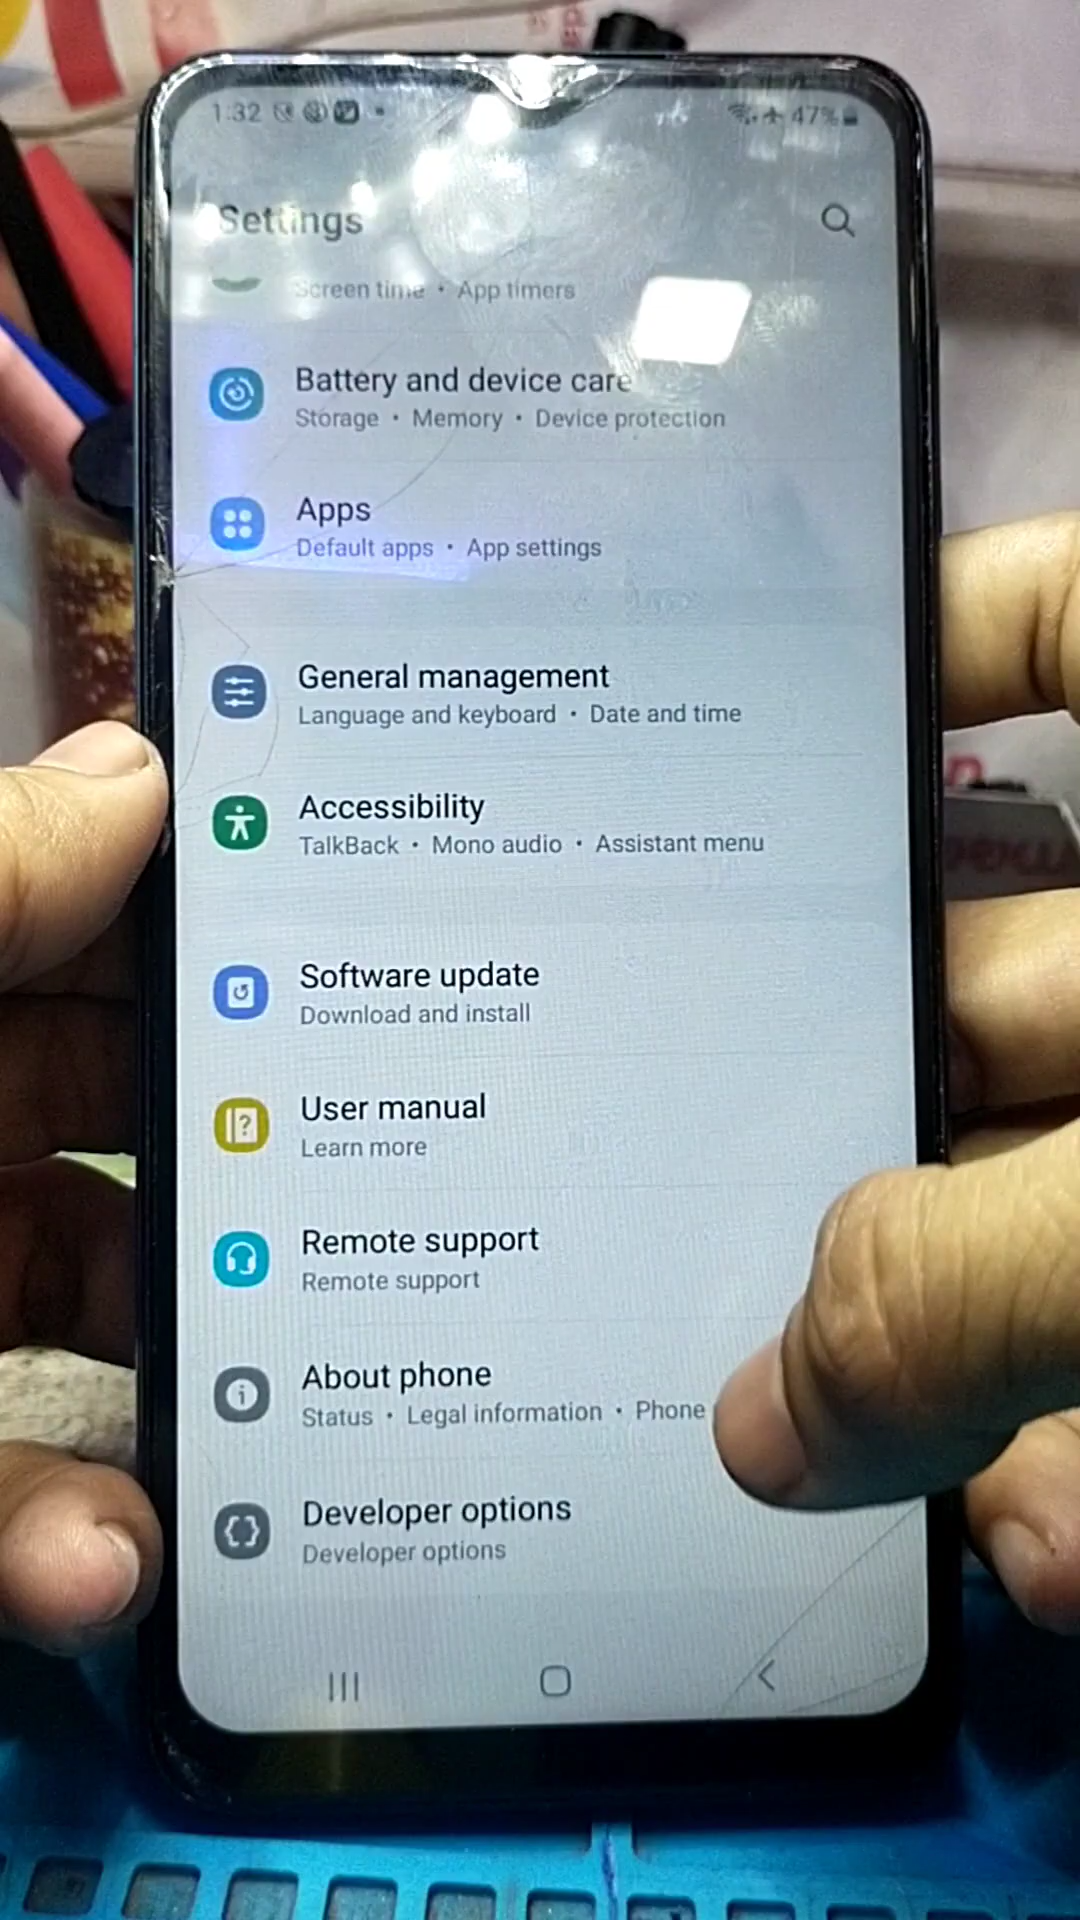 1:32
47%
Settings
Screen time • App timers
Battery and device care
Storage • Memory • Device protection
Apps
Default apps • App settings
General management
Language and keyboard • Date and time
Accessibility
TalkBack • Mono audio • Assistant menu
Software update
Download and install
User manual
Learn more
Remote support
Remote support
About phone
Status • Legal information • Phone
Developer options
Developer options